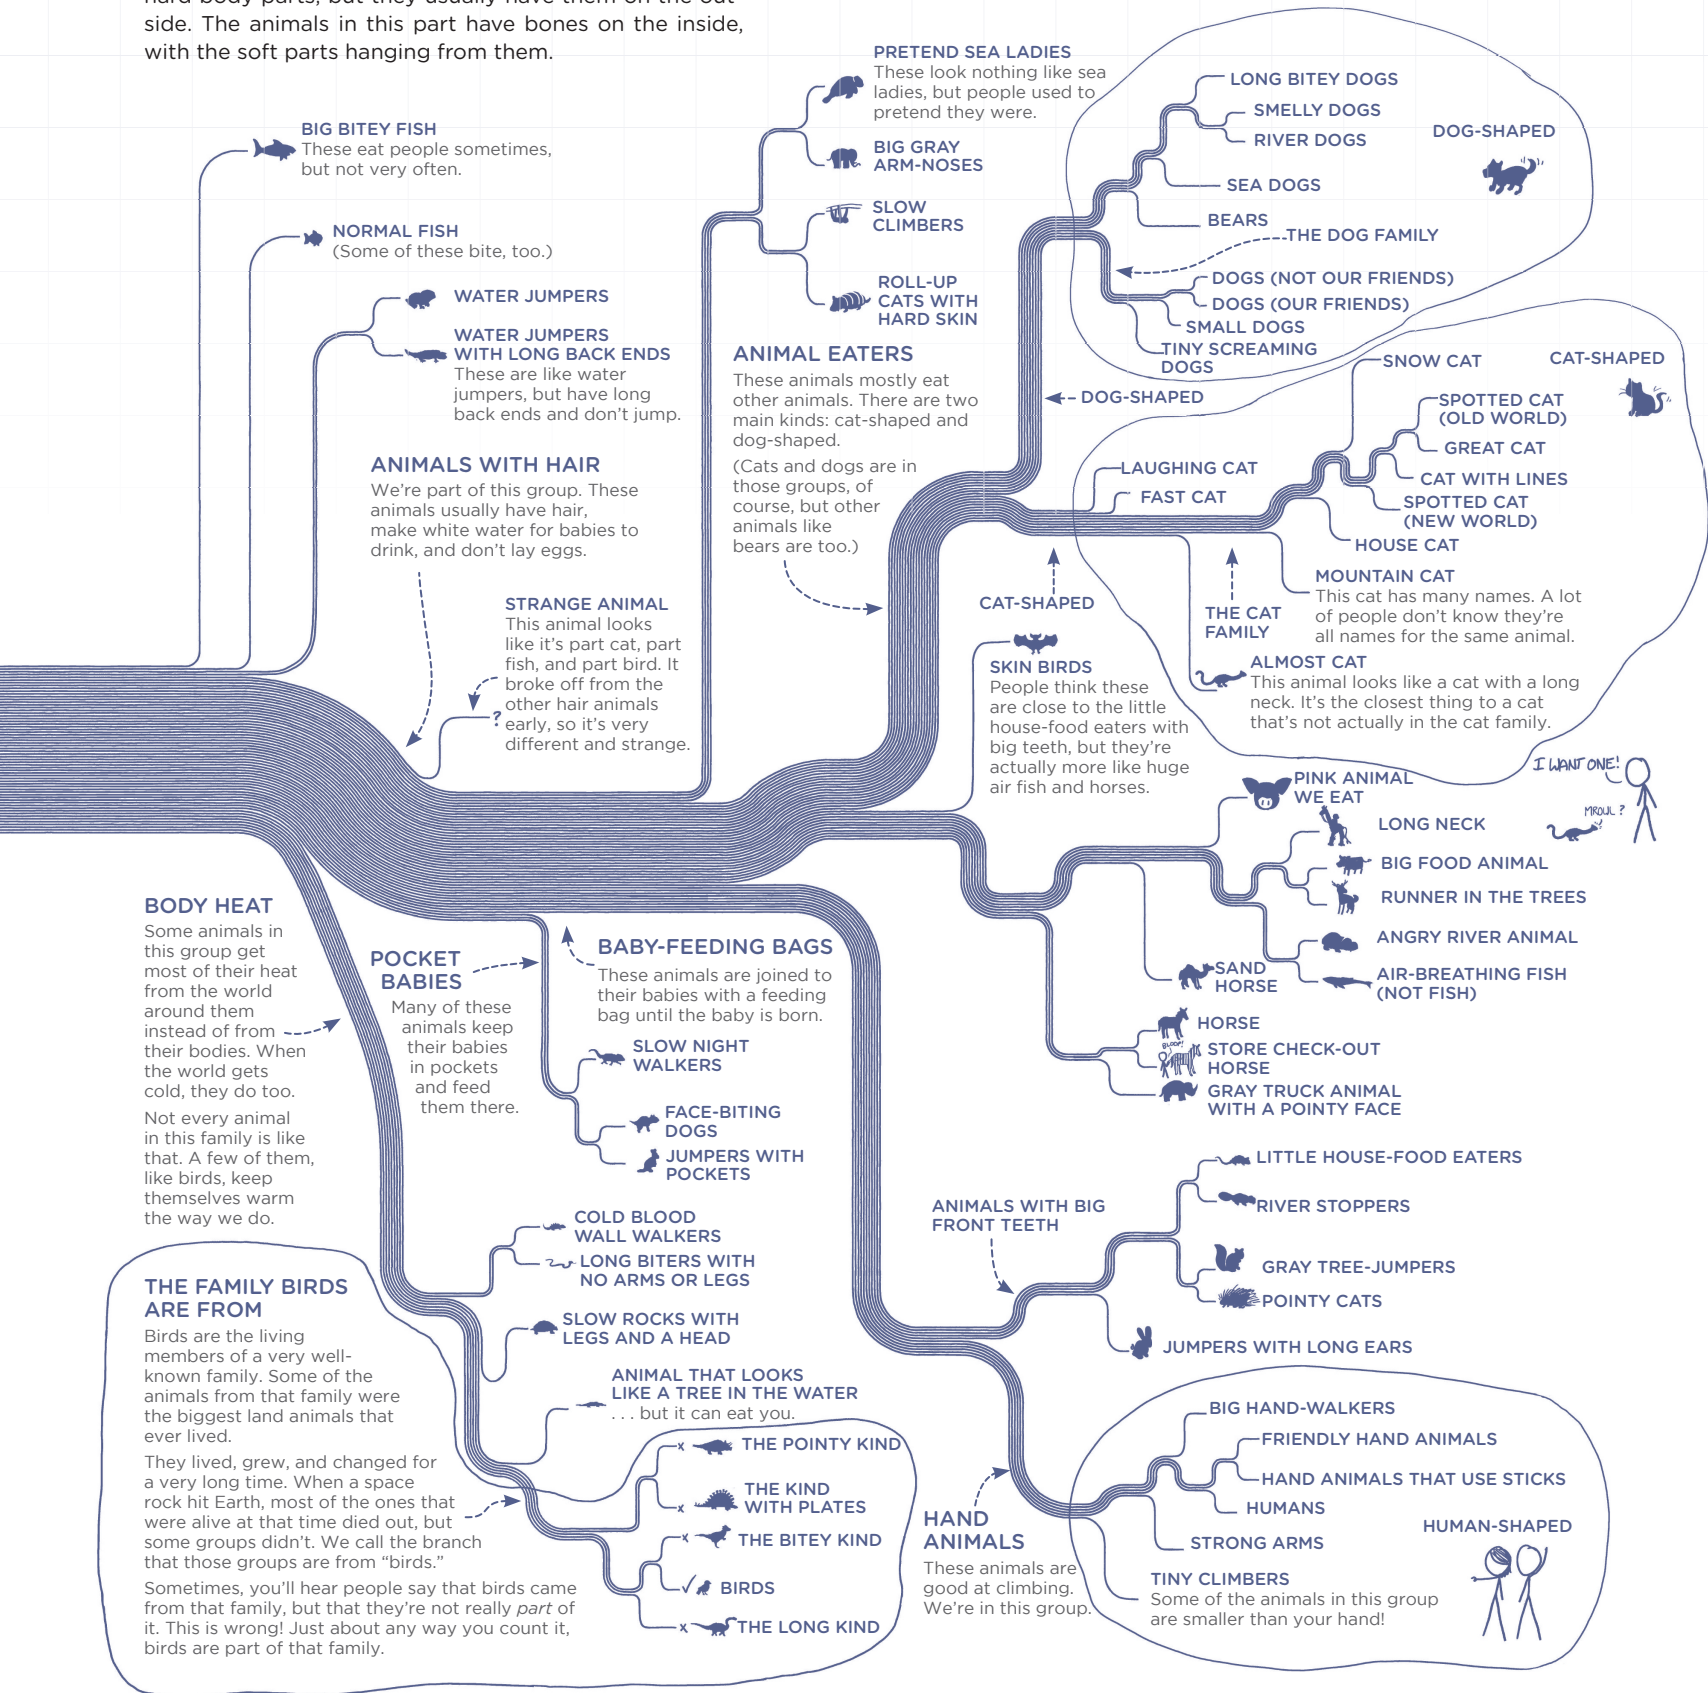 side. The animals in this part have bones on the inside,
with the soft parts hanging from them.
BIG BITEY FISH
These eat people sometimes,
but not very often.
NORMAL FISH
(Some of these bite, too.)
WATER JUMPERS
WATER JUMPERS
WITH LONG BACK ENDS
These are like water
jumpers, but have long
back ends and don't jump.
ANIMALS WITH HAIR
We're part of this group. These
animals usually have hair,
make white water for babies to
drink, and don't lay eggs.
STRANGE ANIMAL
This animal looks
like it's part cat, part
fish, and part bird. It
broke off from the
other hair animals
early, so it's very
different and strange.
?
PRETEND SEA LADIES
These look nothing like sea
ladies, but people used to
pretend they were.
BIG GRAY
ARM-NOSES
SLOW
CLIMBERS
ROLL-UP
CATS WITH
HARD SKIN
ANIMAL EATERS
These animals mostly eat
other animals. There are two
main kinds: cat-shaped and
dog-shaped.
(Cats and dogs are in
those groups, of
course, but other
animals like
bears are too.)
LONG BITEY DOGS
SMELLY DOGS
RIVER DOGS
DOG-SHAPED
SEA DOGS
BEARS
THE DOG FAMILY
DOGS (NOT OUR FRIENDS)
DOGS (OUR FRIENDS)
SMALL DOGS
TINY SCREAMING
DOGS
DOG-SHAPED
SNOW CAT
CAT-SHAPED
SPOTTED CAT
(OLD WORLD)
GREAT CAT
LAUGHING CAT
FAST CAT
CAT WITH LINES
SPOTTED CAT
(NEW WORLD)
HOUSE CAT
MOUNTAIN CAT
This cat has many names. A lot
of people don't know they're
all names for the same animal.
CAT-SHAPED
THE CAT
FAMILY
ALMOST CAT
This animal looks like a cat with a long
neck. It's the closest thing to a cat
that's not actually in the cat family.
SKIN BIRDS
People think these
are close to the little
house-food eaters with
big teeth, but they're
actually more like huge
air fish and horses.
I WANT ONE!
MROUL?
PINK ANIMAL
WE EAT
LONG NECK
BIG FOOD ANIMAL
RUNNER IN THE TREES
ANGRY RIVER ANIMAL
AIR-BREATHING FISH
(NOT FISH)
SAND
HORSE
HORSE
BLOOP!
STORE CHECK-OUT
HORSE
GRAY TRUCK ANIMAL
WITH A POINTY FACE
BODY HEAT
Some animals in
this group get
most of their heat
from the world
around them
instead of from
their bodies. When
the world gets
cold, they do too.
Not every animal
in this family is like
that. A few of them,
like birds, keep
themselves warm
the way we do.
POCKET
BABIES
Many of these
animals keep
their babies
in pockets
and feed
them there.
BABY-FEEDING BAGS
These animals are joined to
their babies with a feeding
bag until the baby is born.
SLOW NIGHT
WALKERS
FACE-BITING
DOGS
JUMPERS WITH
POCKETS
COLD BLOOD
WALL WALKERS
LONG BITERS WITH
NO ARMS OR LEGS
SLOW ROCKS WITH
LEGS AND A HEAD
ANIMAL THAT LOOKS
LIKE A TREE IN THE WATER
. . . but it can eat you.
ANIMALS WITH BIG
FRONT TEETH
LITTLE HOUSE-FOOD EATERS
RIVER STOPPERS
GRAY TREE-JUMPERS
POINTY CATS
JUMPERS WITH LONG EARS
THE FAMILY BIRDS
ARE FROM
Birds are the living
members of a very well-
known family. Some of the
animals from that family were
the biggest land animals that
ever lived.
They lived, grew, and changed for
a very long time. When a space
rock hit Earth, most of the ones that
were alive at that time died out, but
some groups didn't. We call the branch
that those groups are from "birds."
Sometimes, you'll hear people say that birds came
from that family, but that they're not really part of
it. This is wrong! Just about any way you count it,
birds are part of that family.
x THE POINTY KIND
x THE KIND
WITH PLATES
x THE BITEY KIND
✓ BIRDS
x THE LONG KIND
HAND
ANIMALS
These animals are
good at climbing.
We're in this group.
BIG HAND-WALKERS
FRIENDLY HAND ANIMALS
HAND ANIMALS THAT USE STICKS
HUMANS
STRONG ARMS
HUMAN-SHAPED
TINY CLIMBERS
Some of the animals in this group
are smaller than your hand!